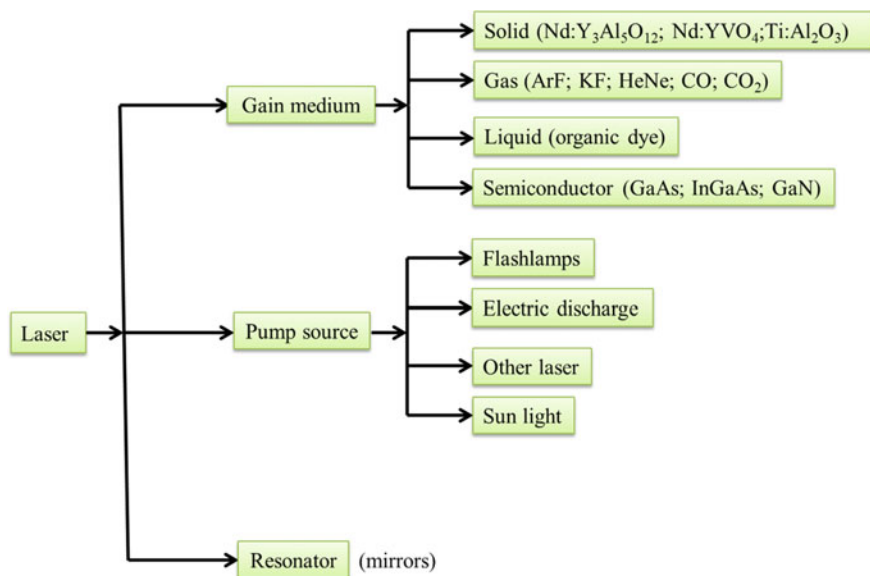 Solid (Nd:Y₃Al₅O₁₂; Nd:YVO₄;Ti:Al₂O₃)
Gas (ArF; KF; HeNe; CO; CO₂)
Gain medium
Liquid (organic dye)
Semiconductor (GaAs; InGaAs; GaN)
Flashlamps
Electric discharge
Laser
Pump source
Other laser
Sun light
Resonator (mirrors)